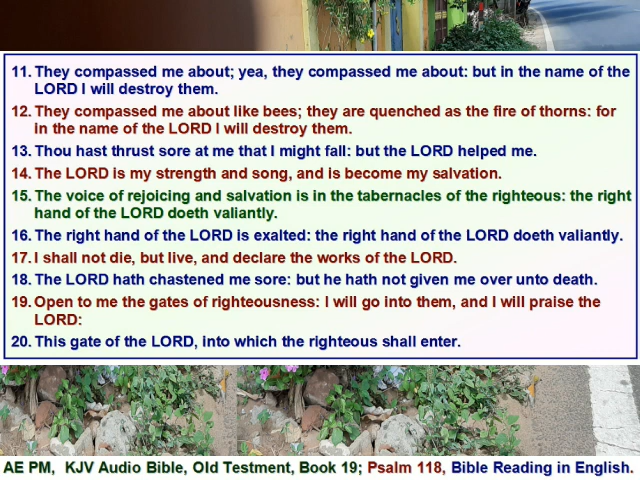 11. They compassed me about; yea, they compassed me about: but in the name of the
LORD I will destroy them.
12. They compassed me about like bees; they are quenched as the fire of thorns: for
in the name of the LORD I will destroy them.
13. Thou hast thrust sore at me that I might fall: but the LORD helped me.
14. The LORD is my strength and song, and is become my salvation.
15. The voice of rejoicing and salvation is in the tabernacles of the righteous: the right
hand of the LORD doeth valiantly.
16. The right hand of the LORD is exalted: the right hand of the LORD doeth valiantly.
17. I shall not die, but live, and declare the works of the LORD.
18. The LORD hath chastened me sore: but he hath not given me over unto death.
19. Open to me the gates of righteousness: I will go into them, and I will praise the
LORD:
20. This gate of the LORD, into which the righteous shall enter.
AE PM, KJV Audio Bible, Old Testment, Book 19; Psalm 118, Bible Reading in English.